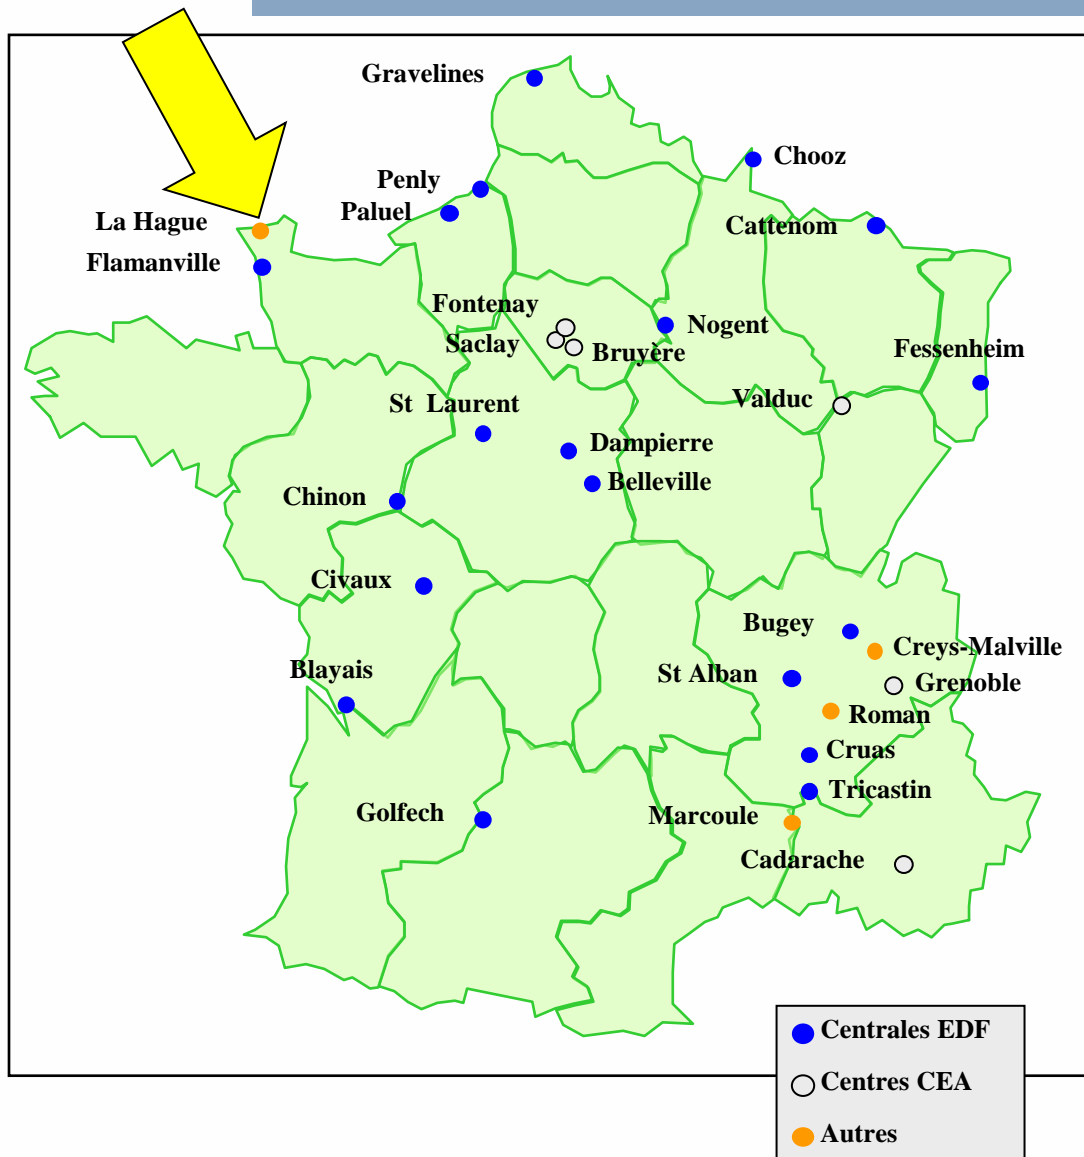 Gravelines
Chooz
Penly
Paluel
La Hague
Cattenom
Flamanville
Fontenay
Nogent
Saclay
Bruyère
Fessenheim
St Laurent
Valduc
Dampierre
Belleville
Chinon
Civaux
Bugey
Creys-Malville
Blayais
St Alban
Grenoble
Roman
Cruas
Tricastin
Golfech
Marcoule
Cadarache
Centrales EDF
Centres CEA
Autres